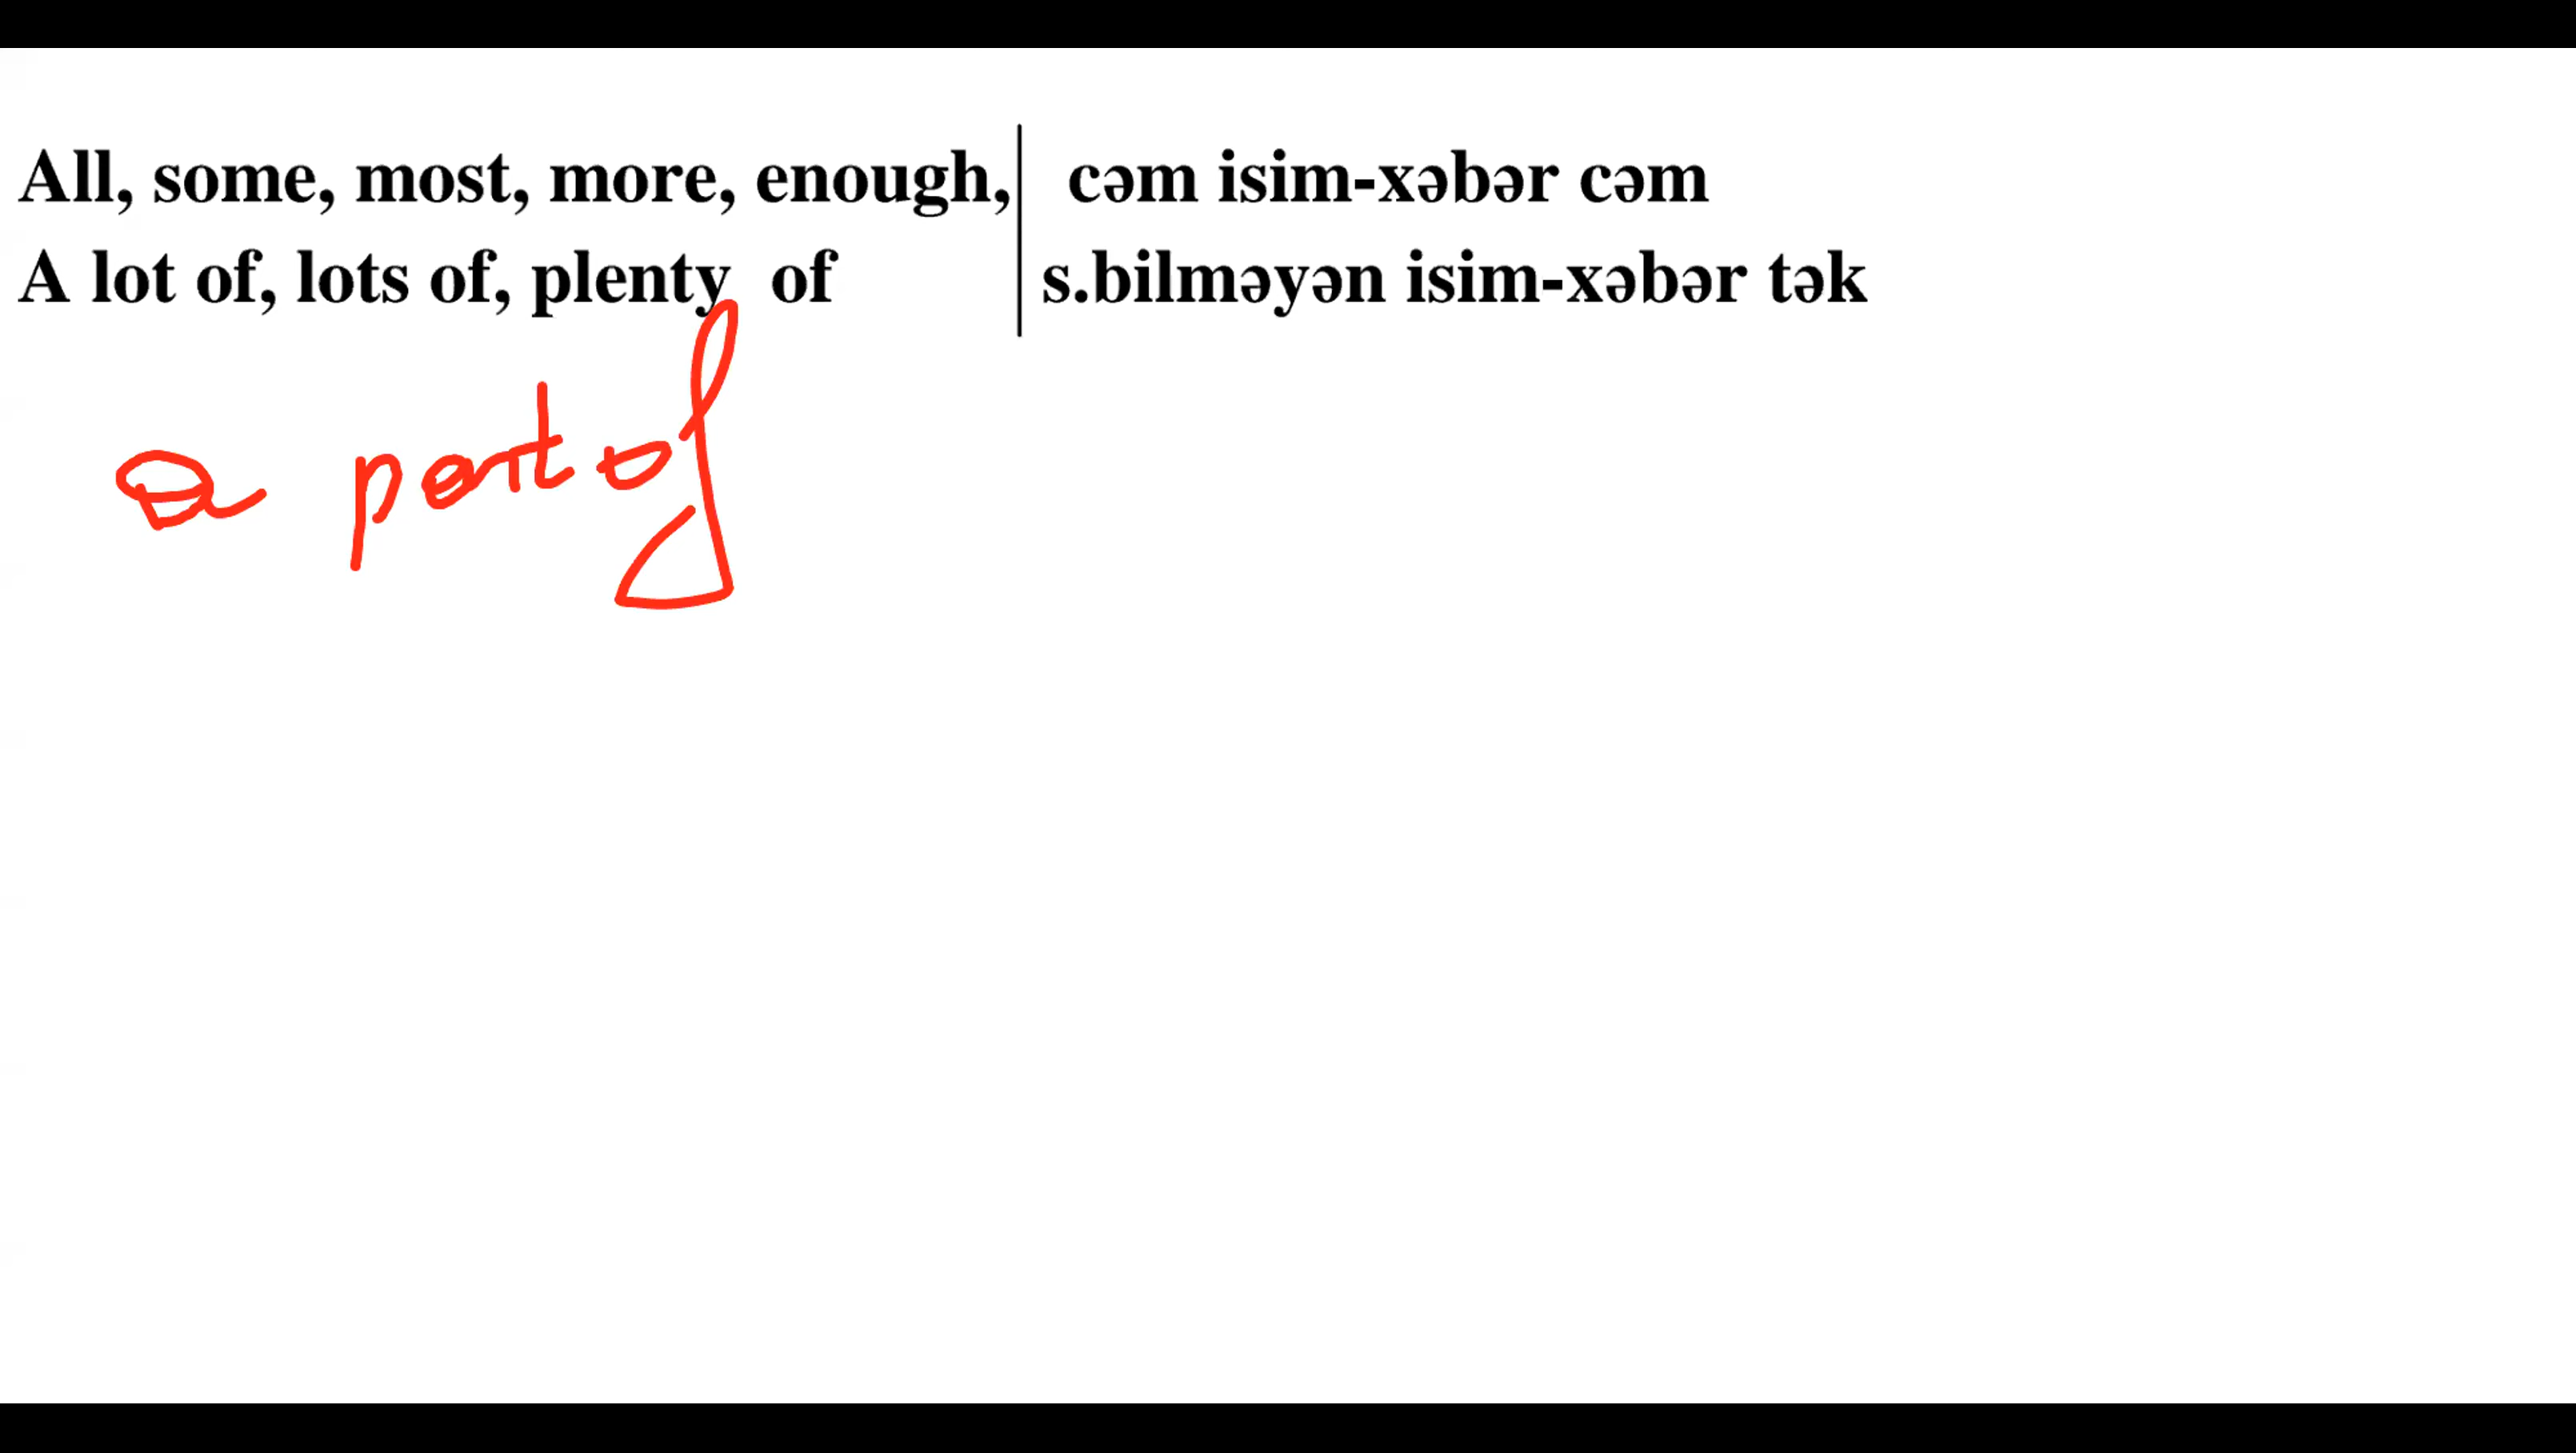 All, some, most, more, enough, cəm isim-xəbər cəm
A lot of, lots of, plenty of s.bilməyən isim-xəbər tək
a part of